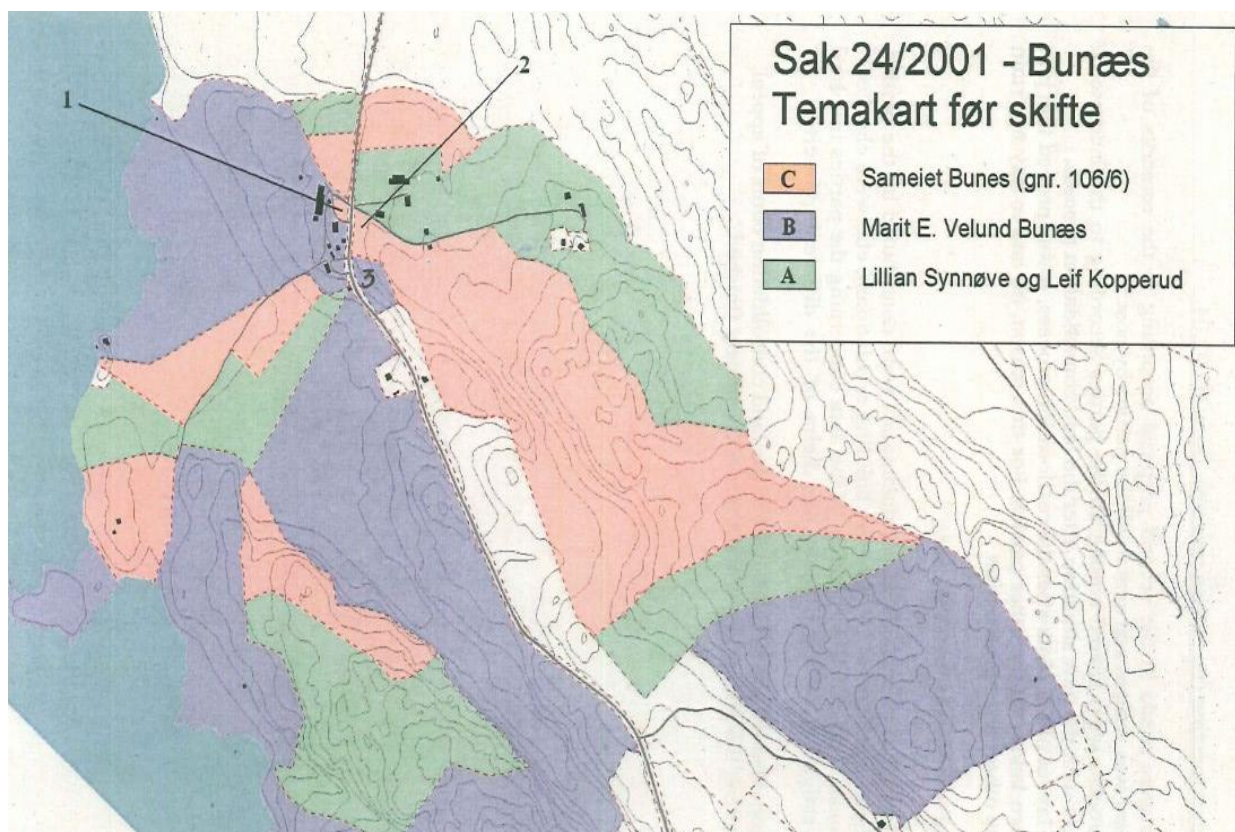 Sak 24/2001 - Bunæs
Temakart før skifte
C Sameiet Bunes (gnr. 106/6)
B Marit E. Velund Bunæs
A Lillian Synnøve og Leif Kopperud
1
2
3